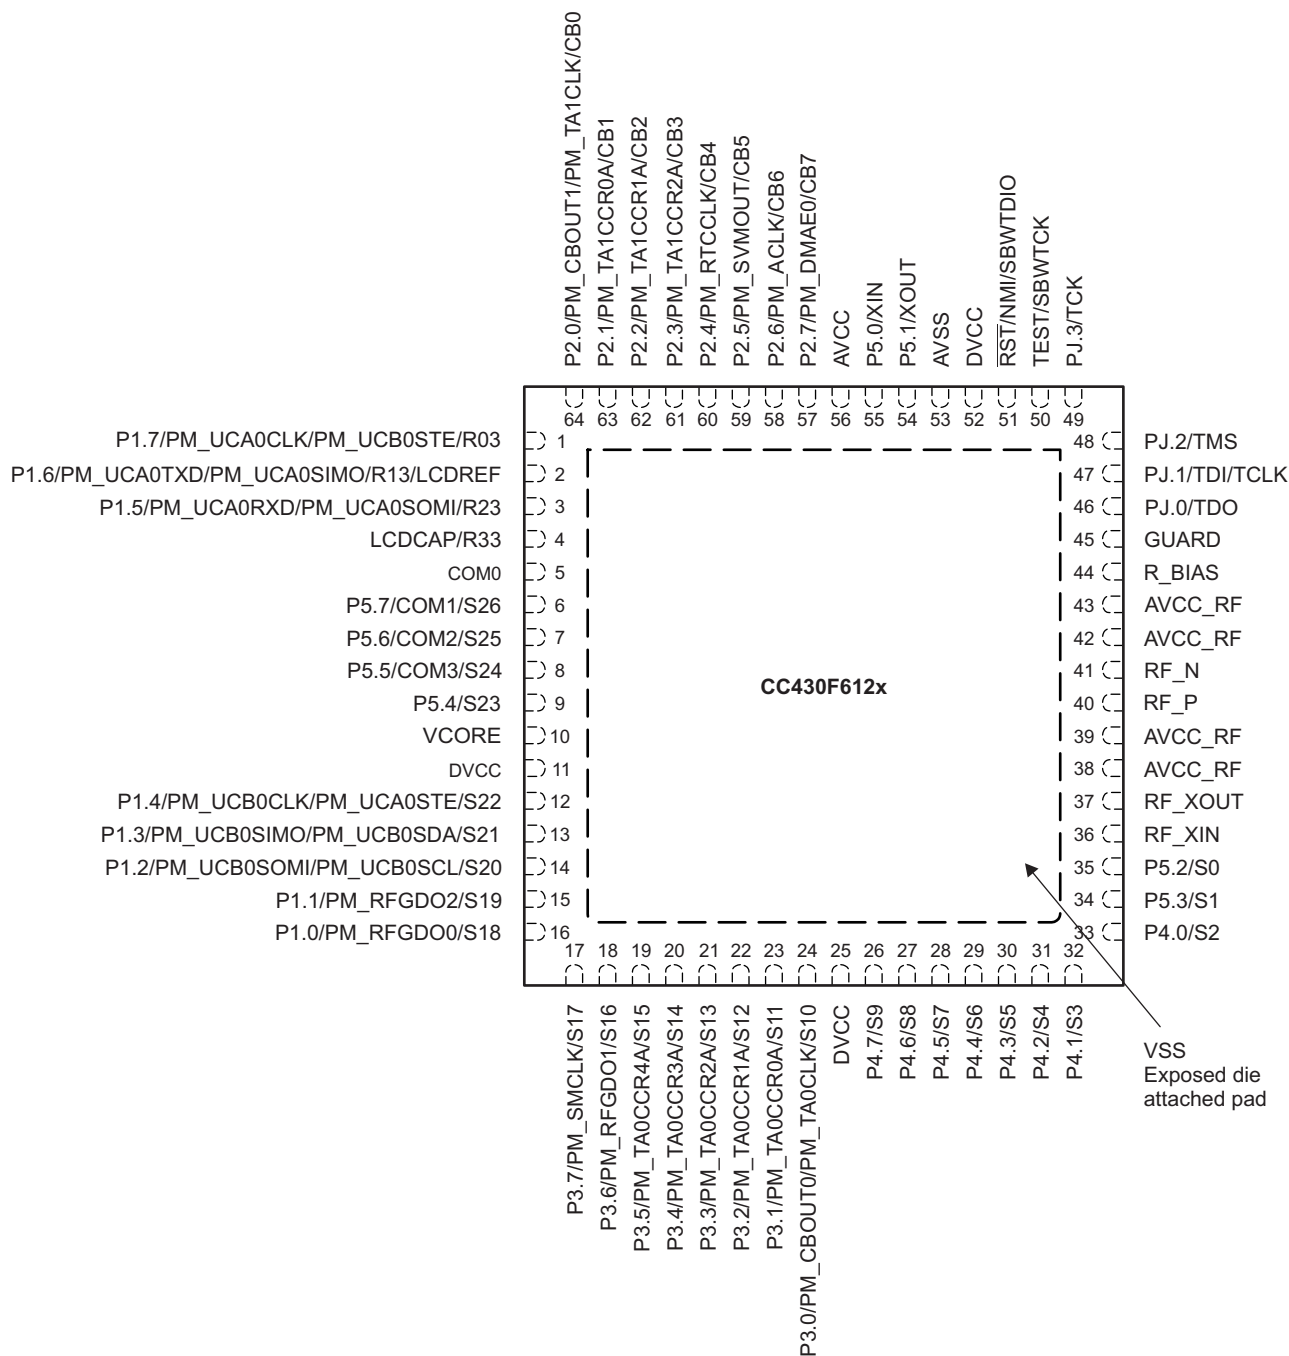 P2.0/PM_CBOUT1/PM_TA1CLK/CB0
P2.1/PM_TA1CCR0A/CB1
P2.2/PM_TA1CCR1A/CB2
P2.3/PM_TA1CCR2A/CB3
P2.4/PM_RTCCLK/CB4
P2.5/PM_SVMOUT/CB5
P2.6/PM_ACLK/CB6
P2.7/PM_DMAE0/CB7
AVCC
P5.0/XIN
P5.1/XOUT
AVSS
DVCC
RST/NMI/SBWTDIO
TEST/SBWTCK
PJ.3/TCK
64 63 62 61 60 59 58 57 56 55 54 53 52 51 50 49
P1.7/PM_UCA0CLK/PM_UCB0STE/R03 1
P1.6/PM_UCA0TXD/PM_UCA0SIMO/R13/LCDREF 2
P1.5/PM_UCA0RXD/PM_UCA0SOMI/R23 3
LCDCAP/R33 4
COM0 5
P5.7/COM1/S26 6
P5.6/COM2/S25 7
P5.5/COM3/S24 8
P5.4/S23 9
VCORE 10
DVCC 11
P1.4/PM_UCB0CLK/PM_UCA0STE/S22 12
P1.3/PM_UCB0SIMO/PM_UCB0SDA/S21 13
P1.2/PM_UCB0SOMI/PM_UCB0SCL/S20 14
P1.1/PM_RFGDO2/S19 15
P1.0/PM_RFGDO0/S18 16
CC430F612x
48 PJ.2/TMS
47 PJ.1/TDI/TCLK
46 PJ.0/TDO
45 GUARD
44 R_BIAS
43 AVCC_RF
42 AVCC_RF
41 RF_N
40 RF_P
39 AVCC_RF
38 AVCC_RF
37 RF_XOUT
36 RF_XIN
35 P5.2/S0
34 P5.3/S1
33 P4.0/S2
17 18 19 20 21 22 23 24 25 26 27 28 29 30 31 32
P3.7/PM_SMCLK/S17
P3.6/PM_RFGDO1/S16
P3.5/PM_TA0CCR4A/S15
P3.4/PM_TA0CCR3A/S14
P3.3/PM_TA0CCR2A/S13
P3.2/PM_TA0CCR1A/S12
P3.1/PM_TA0CCR0A/S11
P3.0/PM_CBOUT0/PM_TA0CLK/S10
DVCC
P4.7/S9
P4.6/S8
P4.5/S7
P4.4/S6
P4.3/S5
P4.2/S4
P4.1/S3
VSS
Exposed die
attached pad